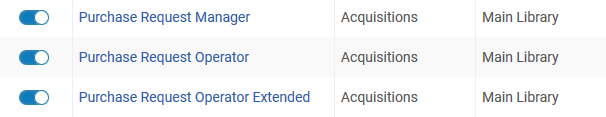 Purchase Request Manager Acquisitions Main Library
Purchase Request Operator Acquisitions Main Library
Purchase Request Operator Extended Acquisitions Main Library